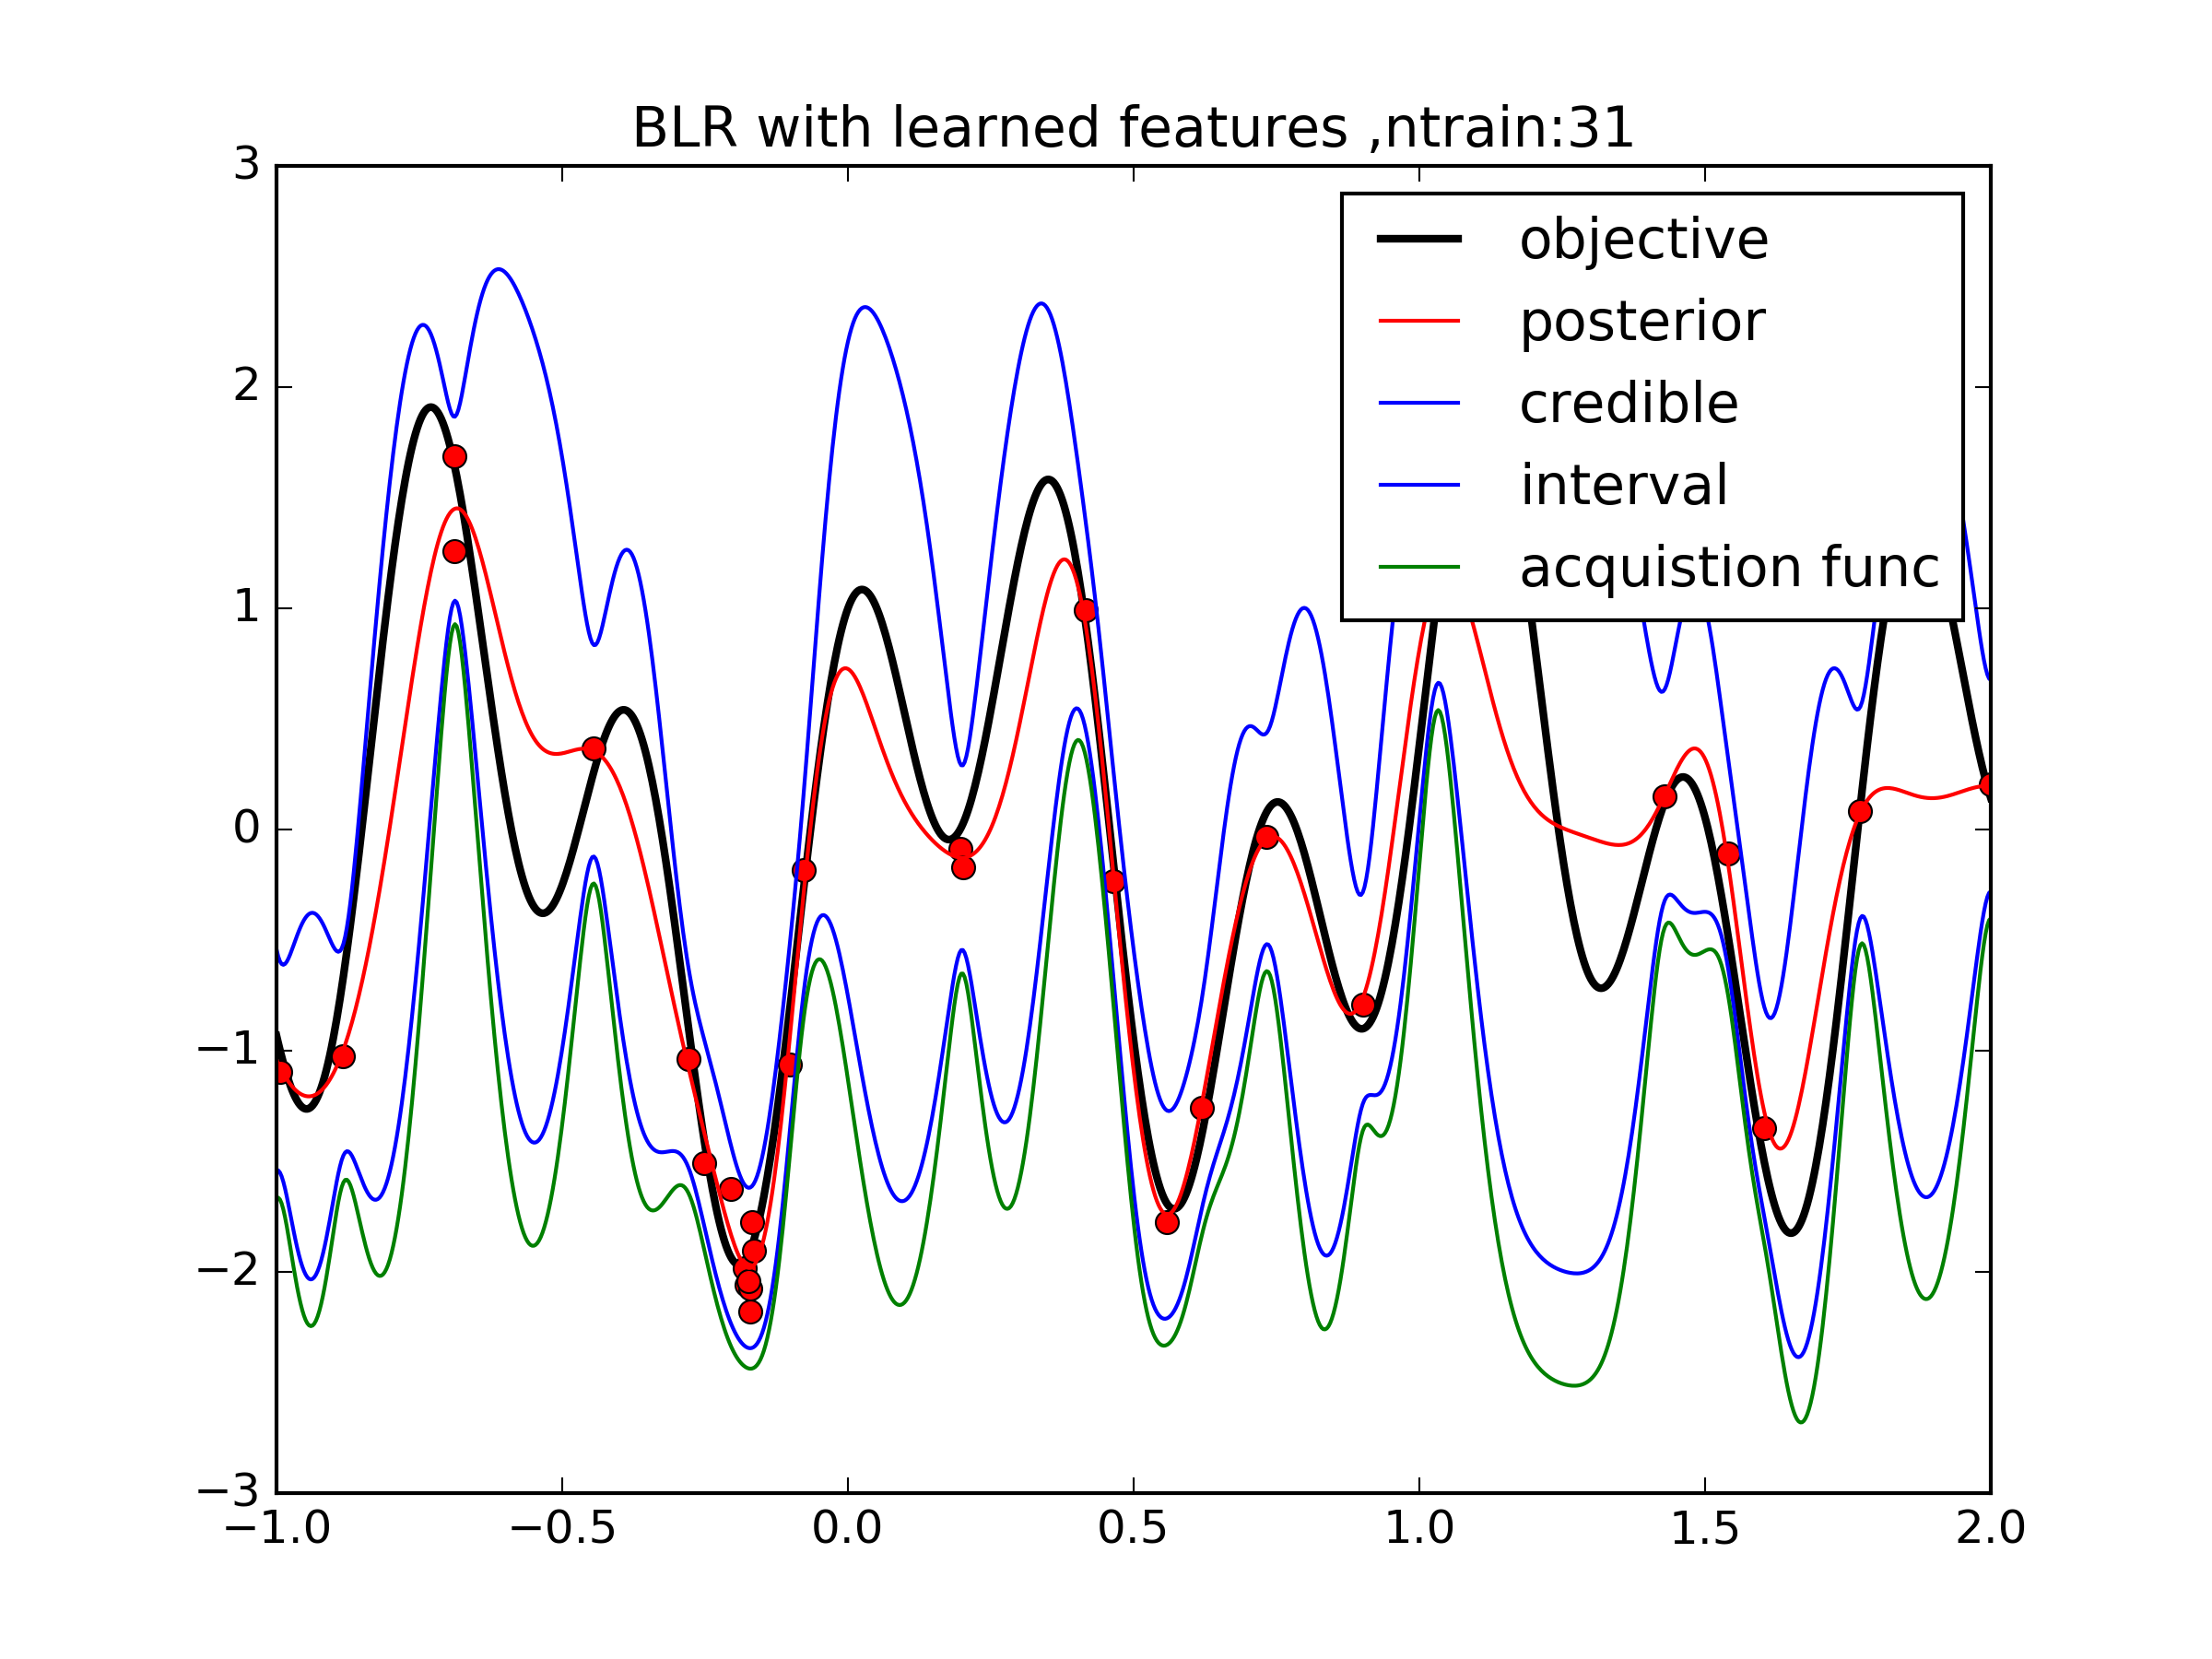 BLR with learned features ,ntrain:31
3
2
1
0
−1
−2
−3
−1.0 −0.5 0.0 0.5 1.0 1.5 2.0
objective
posterior
credible
interval
acquistion func